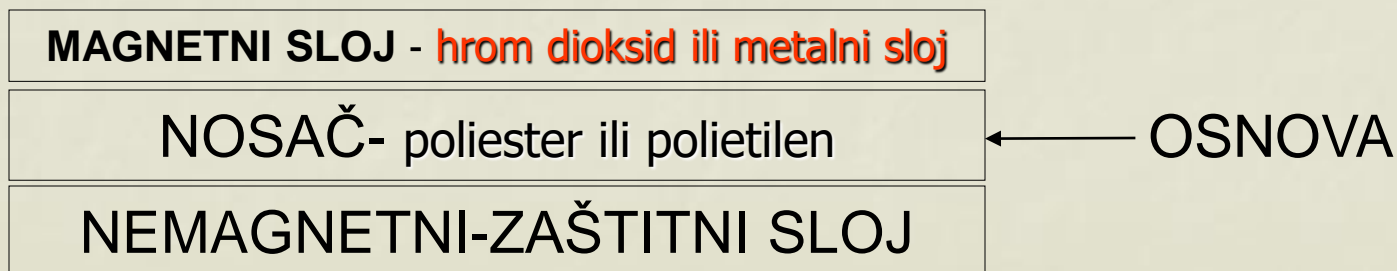 MAGNETNI SLOJ - hrom dioksid ili metalni sloj
NOSAČ- poliester ili polietilen
OSNOVA
NEMAGNETNI-ZAŠTITNI SLOJ